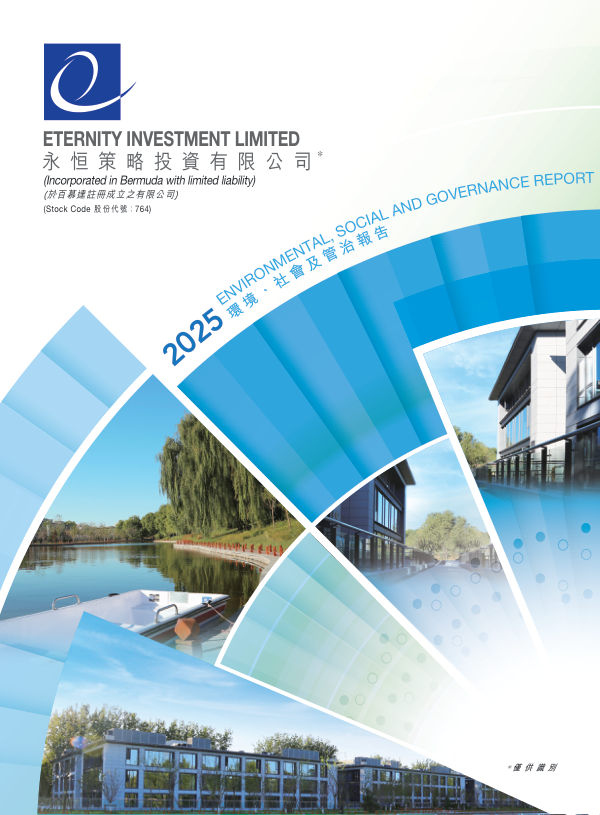 ETERNITY INVESTMENT LIMITED
永恒策略投資有限公司*
(Incorporated in Bermuda with limited liability)
(於百慕達註冊成立之有限公司)
(Stock Code 股份代號：764)
2025
ENVIRONMENTAL, SOCIAL AND GOVERNANCE REPORT
環境、社會及管治報告
*僅供識別